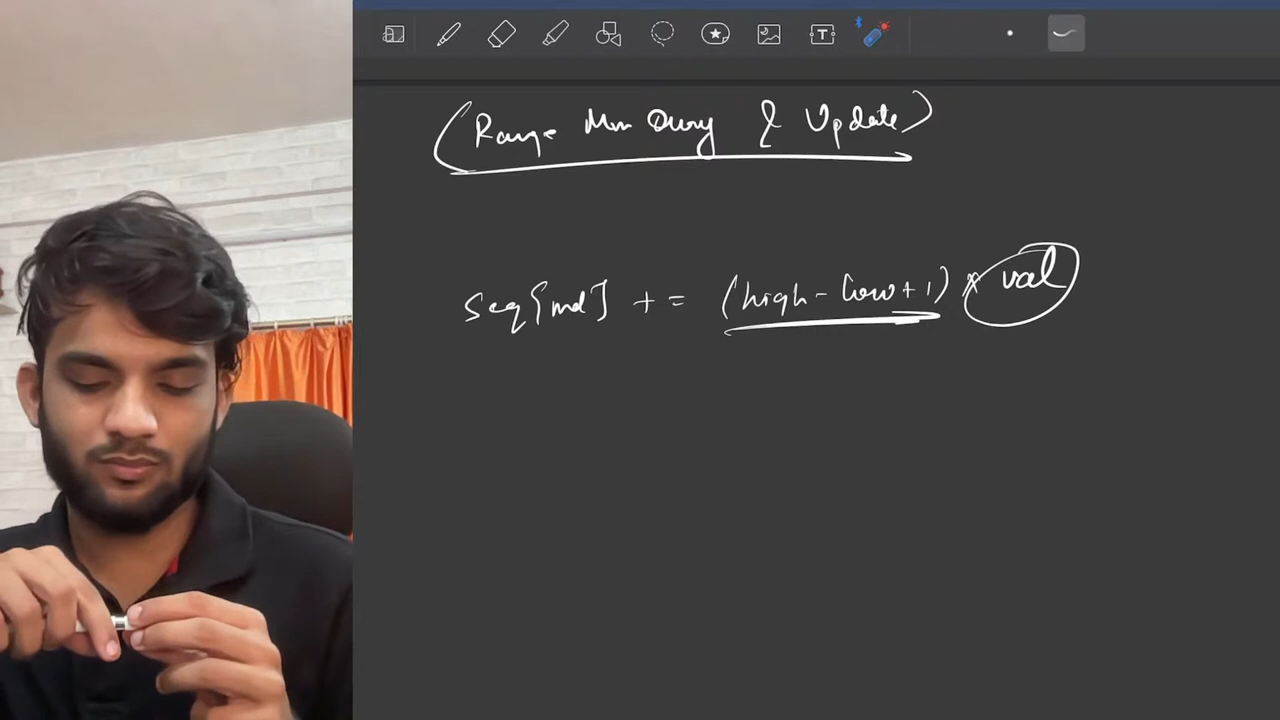 (Range Min Query & Update)
seg[ind] += (high - low + 1) × val